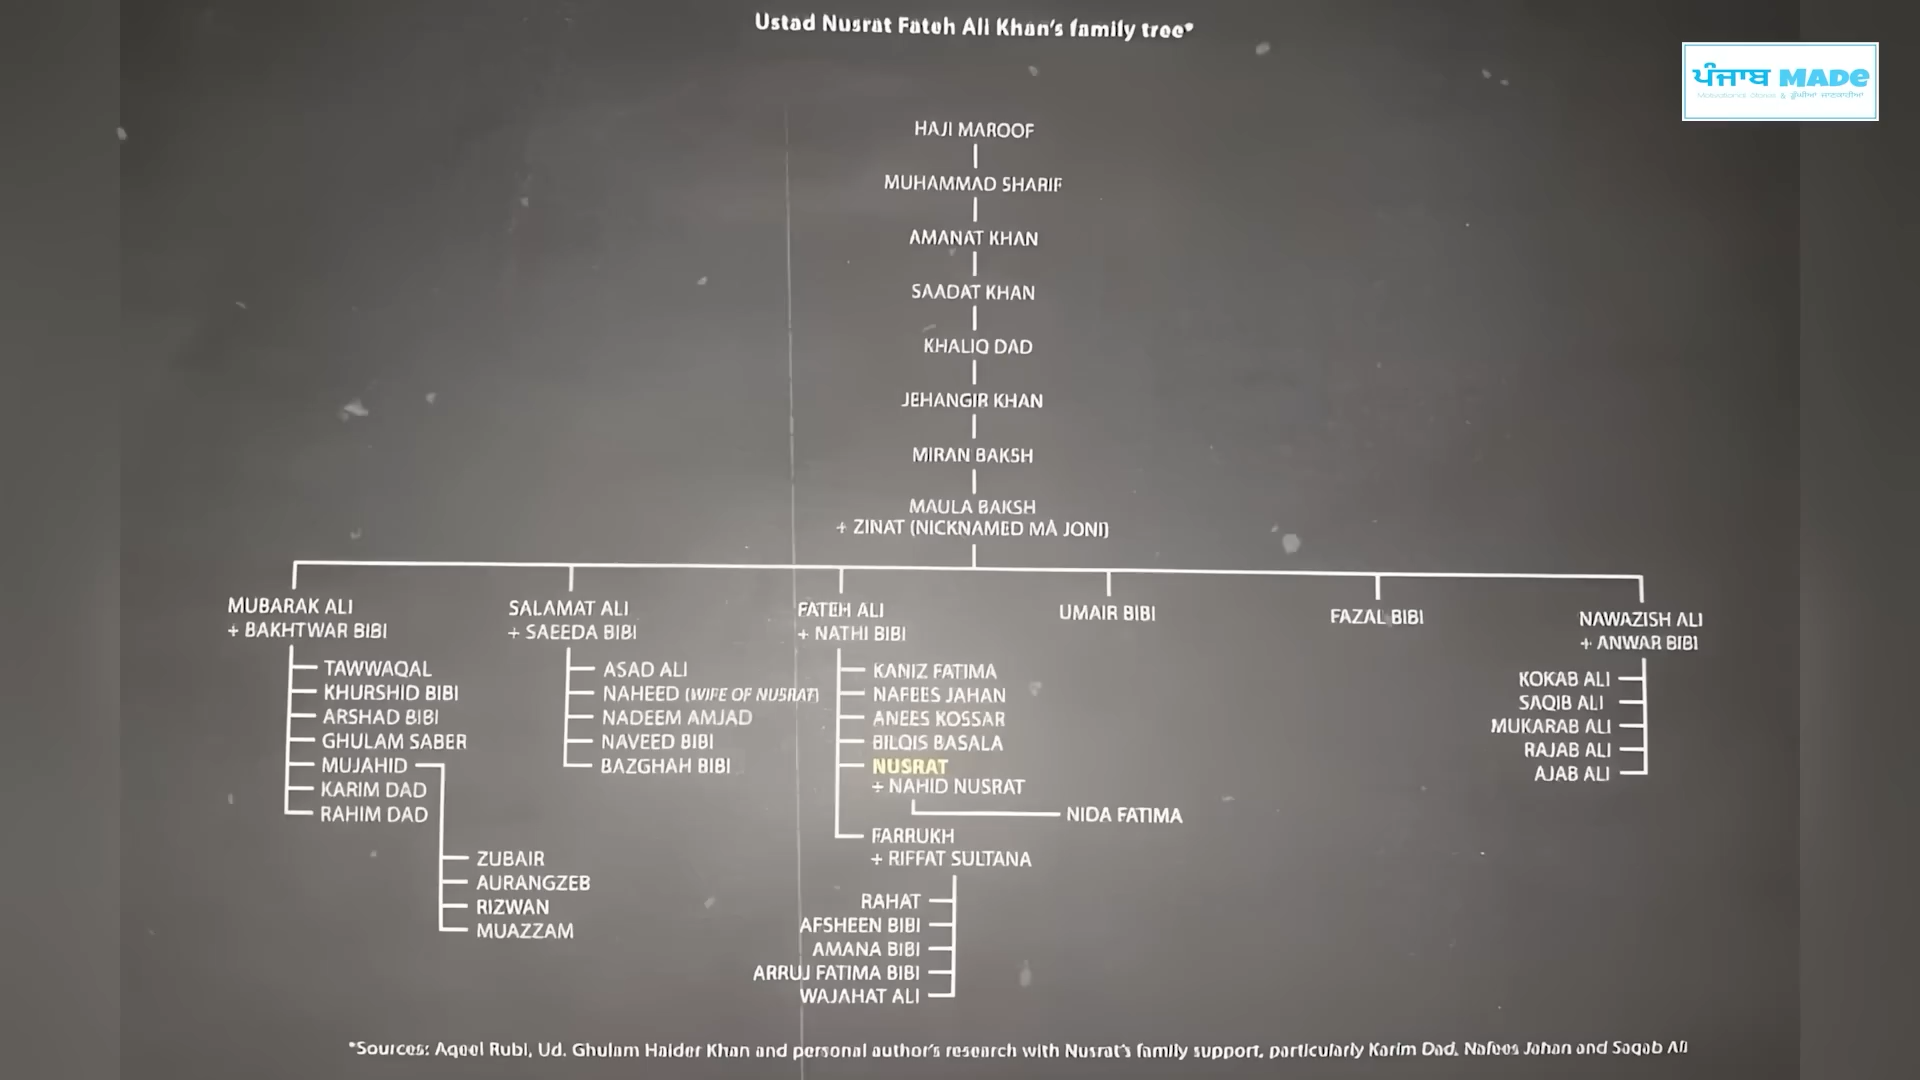 Ustad Nusrat Fateh Ali Khan's family tree*
ਪੰਜਾਬ MADe
HAJI MAROOF
MUHAMMAD SHARIF
AMANAT KHAN
SAADAT KHAN
KHALIQ DAD
JEHANGIR KHAN
MIRAN BAKSH
MAULA BAKSH
+ ZINAT (NICKNAMED MA JONI)
MUBARAK ALI
+ BAKHTWAR BIBI
TAWWAQAL
KHURSHID BIBI
ARSHAD BIBI
GHULAM SABER
MUJAHID
KARIM DAD
RAHIM DAD
ZUBAIR
AURANGZEB
RIZWAN
MUAZZAM
SALAMAT ALI
+ SAEEDA BIBI
ASAD ALI
NAHEED (WIFE OF NUSRAT)
NADEEM AMJAD
NAVEED BIBI
BAZGHAH BIBI
FATEH ALI
+ NATHI BIBI
KANIZ FATIMA
NAFEES JAHAN
ANEES KOSSAR
BILQIS BASALA
NUSRAT
+ NAHID NUSRAT
NIDA FATIMA
FARRUKH
+ RIFFAT SULTANA
RAHAT
AFSHEEN BIBI
AMANA BIBI
ARRUJ FATIMA BIBI
WAJAHAT ALI
UMAIR BIBI
FAZAL BIBI
NAWAZISH ALI
+ ANWAR BIBI
KOKAB ALI
SAQIB ALI
MUKARAB ALI
RAJAB ALI
AJAB ALI
*Sources: Aqeel Rubi, Ud. Ghulam Haider Khan and personal author's research with Nusrat's family support, particularly Karim Dad, Nafees Jahan and Saqab Ali